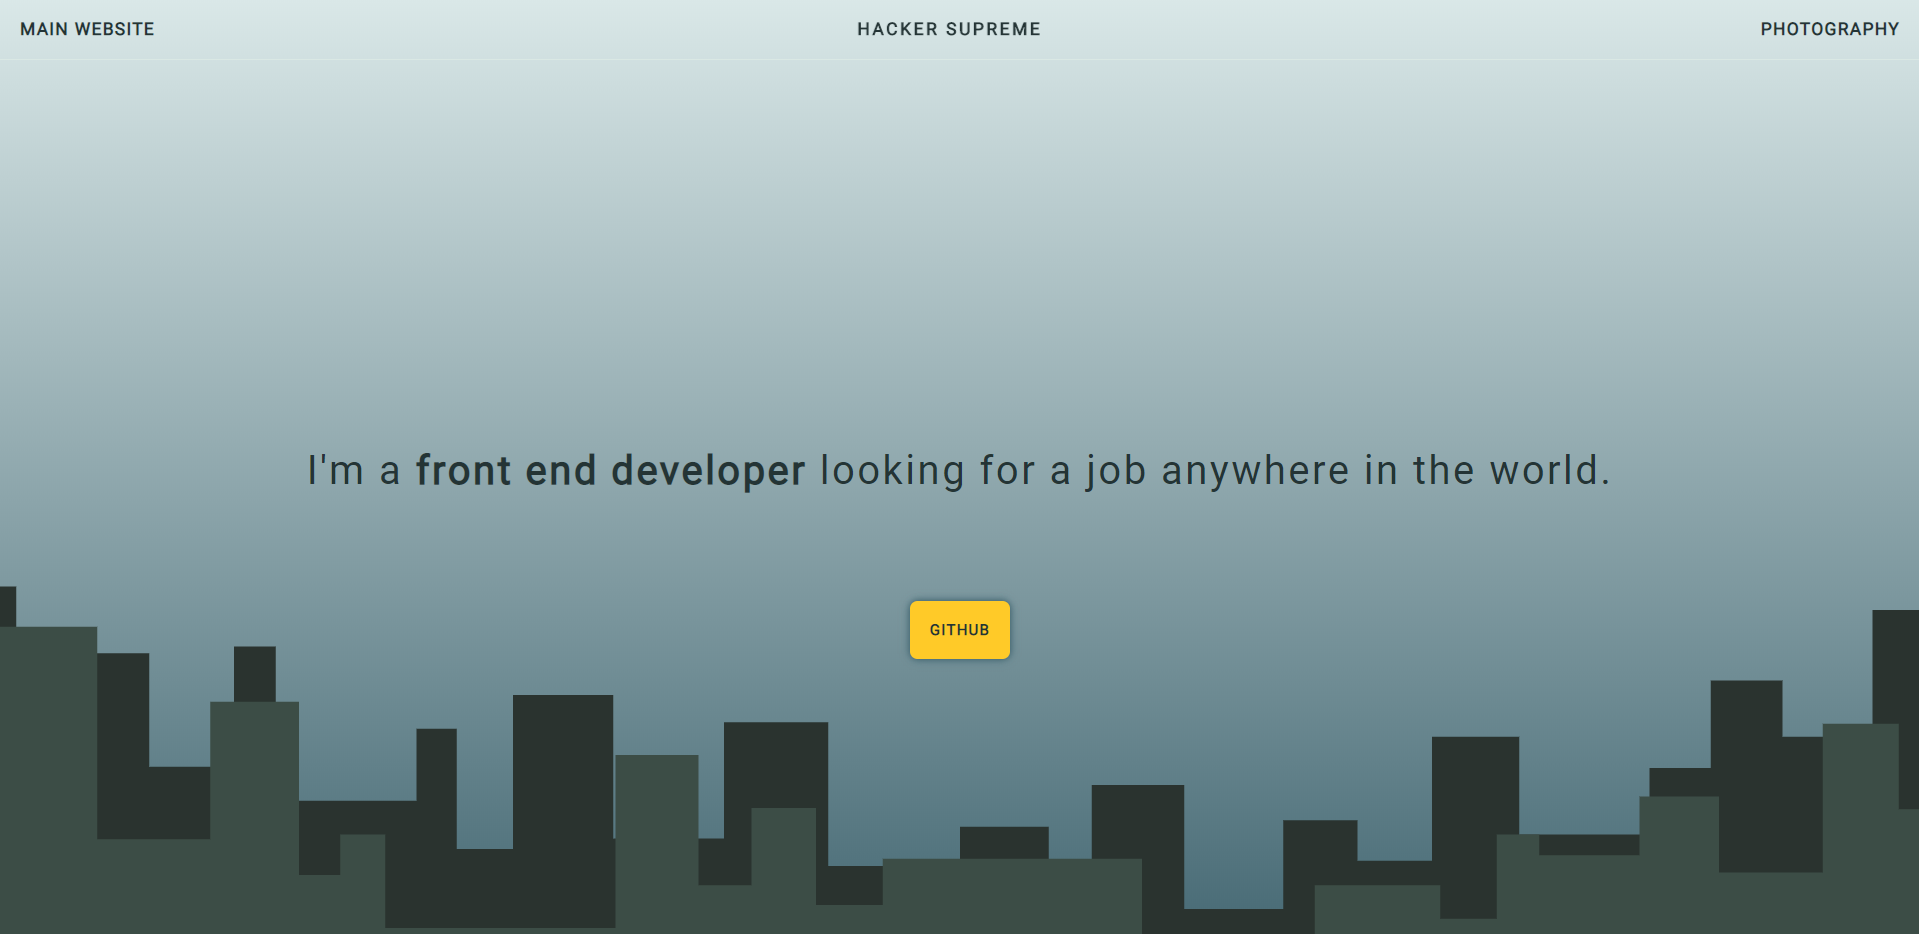 MAIN WEBSITE
HACKER SUPREME
PHOTOGRAPHY
I'm a front end developer looking for a job anywhere in the world.
GITHUB